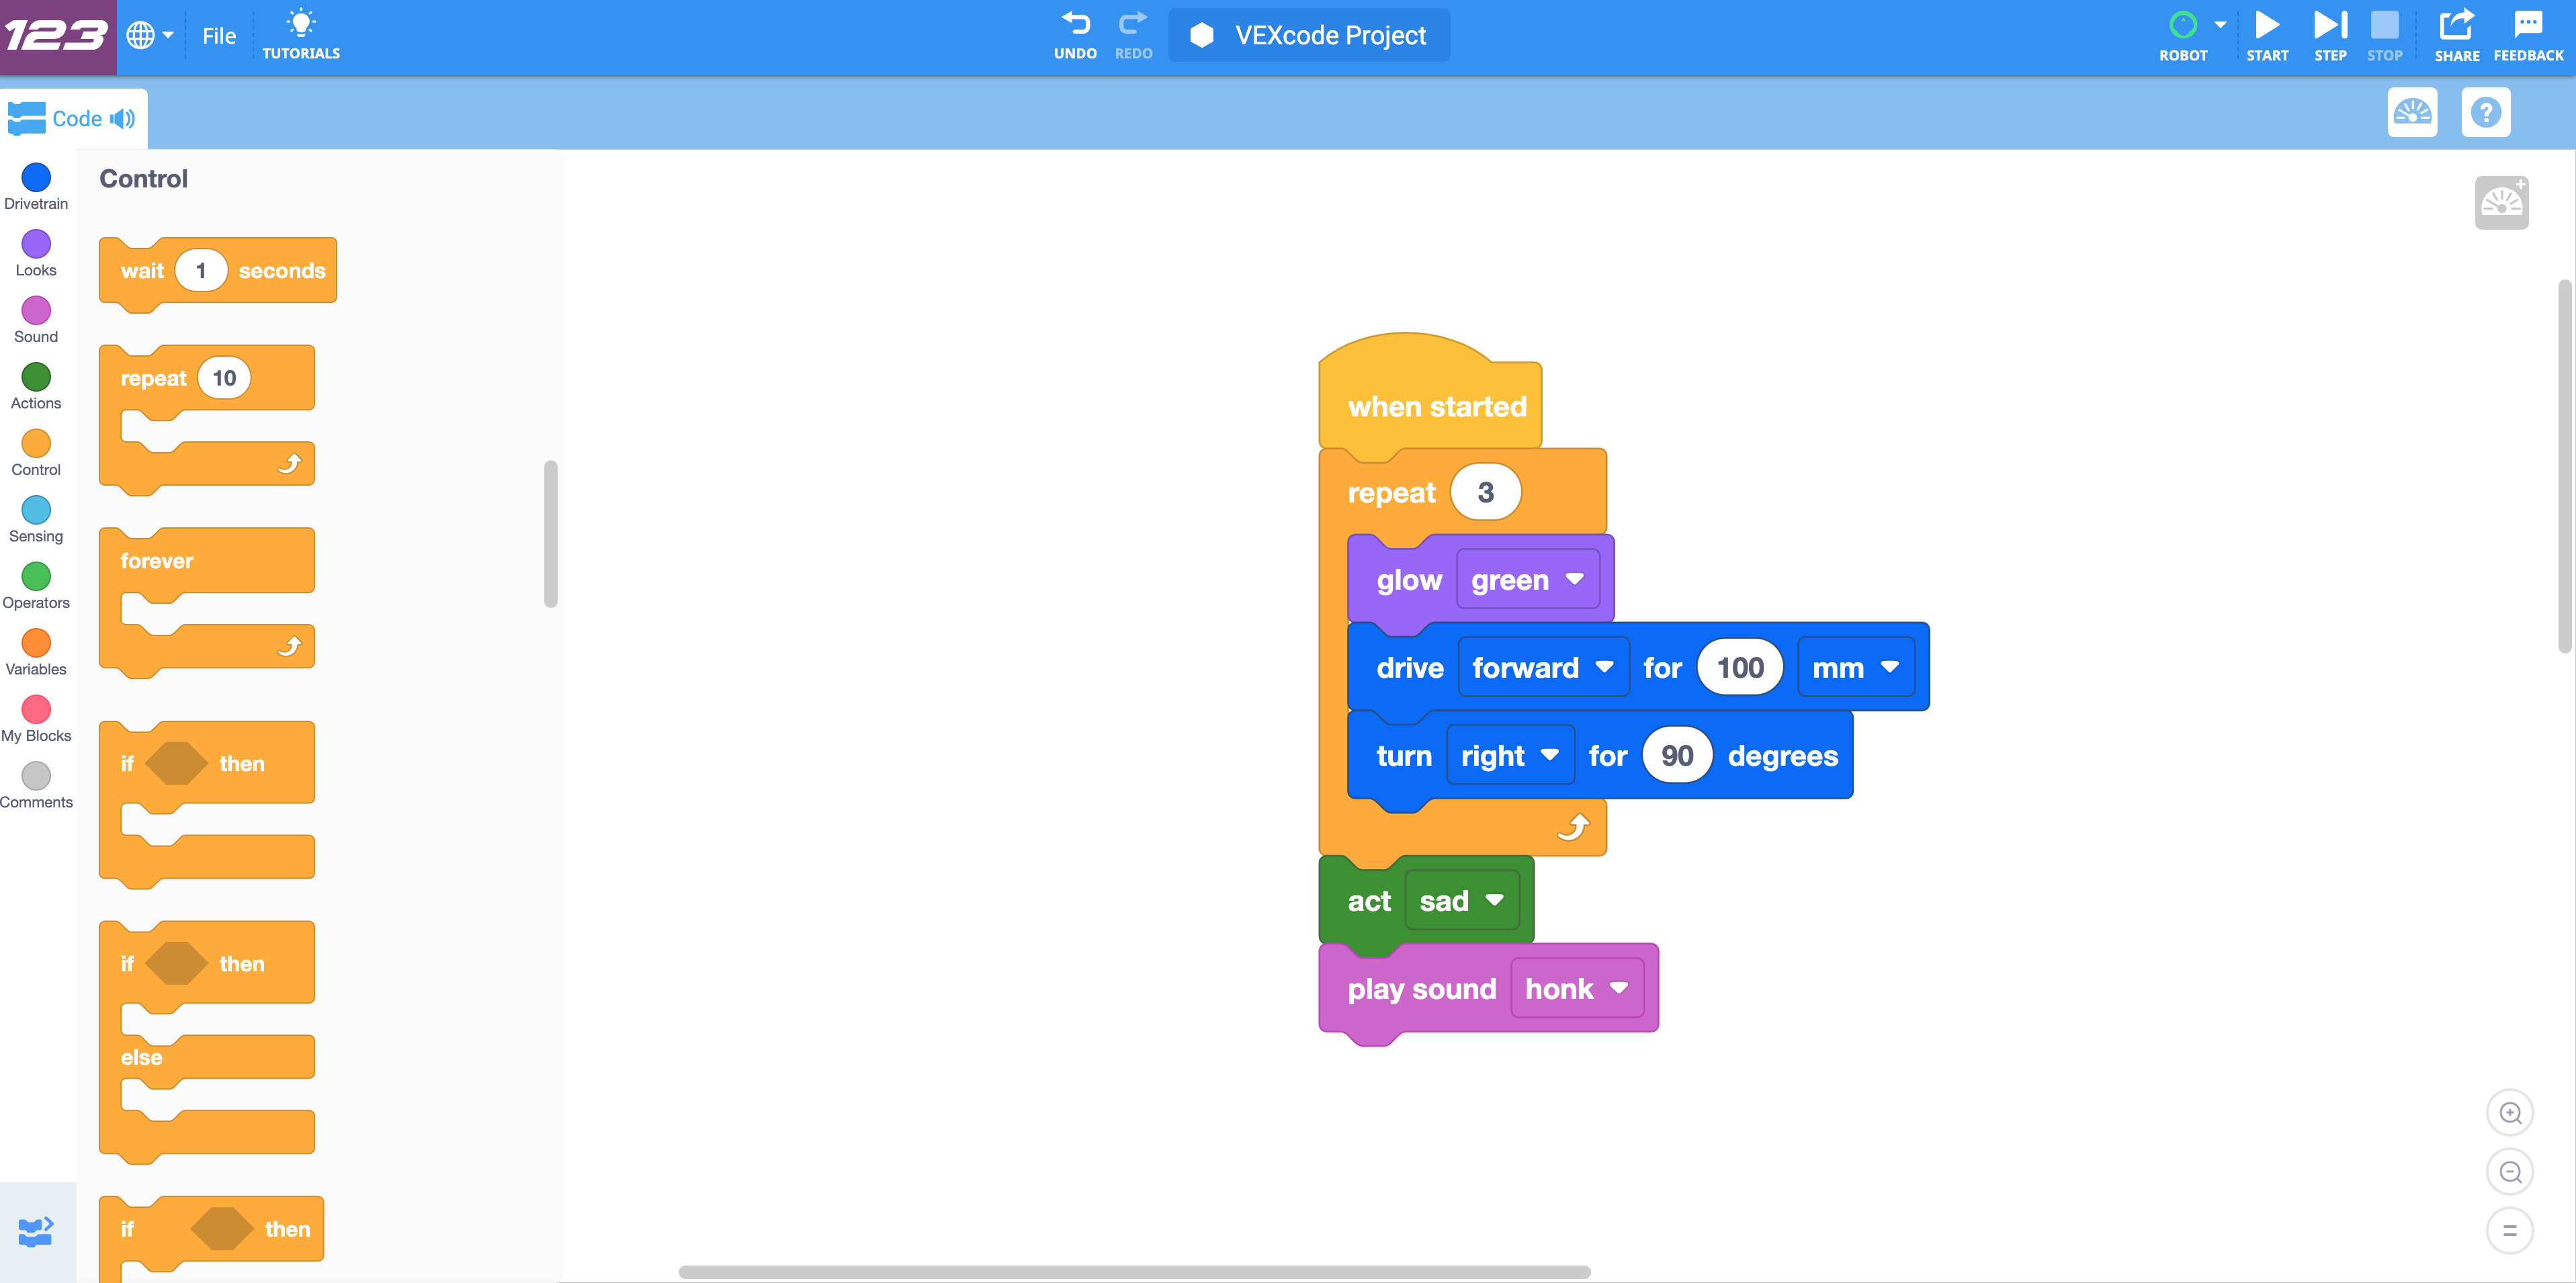 123
File
TUTORIALS
UNDO
REDO
VEXcode Project
ROBOT
START
STEP
STOP
SHARE
FEEDBACK
Code
?
Drivetrain
Looks
Sound
Actions
Control
Sensing
Operators
Variables
My Blocks
Comments
Control
wait 1 seconds
repeat 10
forever
if then
if then
else
if then
when started
repeat 3
glow green
drive forward for 100 mm
turn right for 90 degrees
act sad
play sound honk